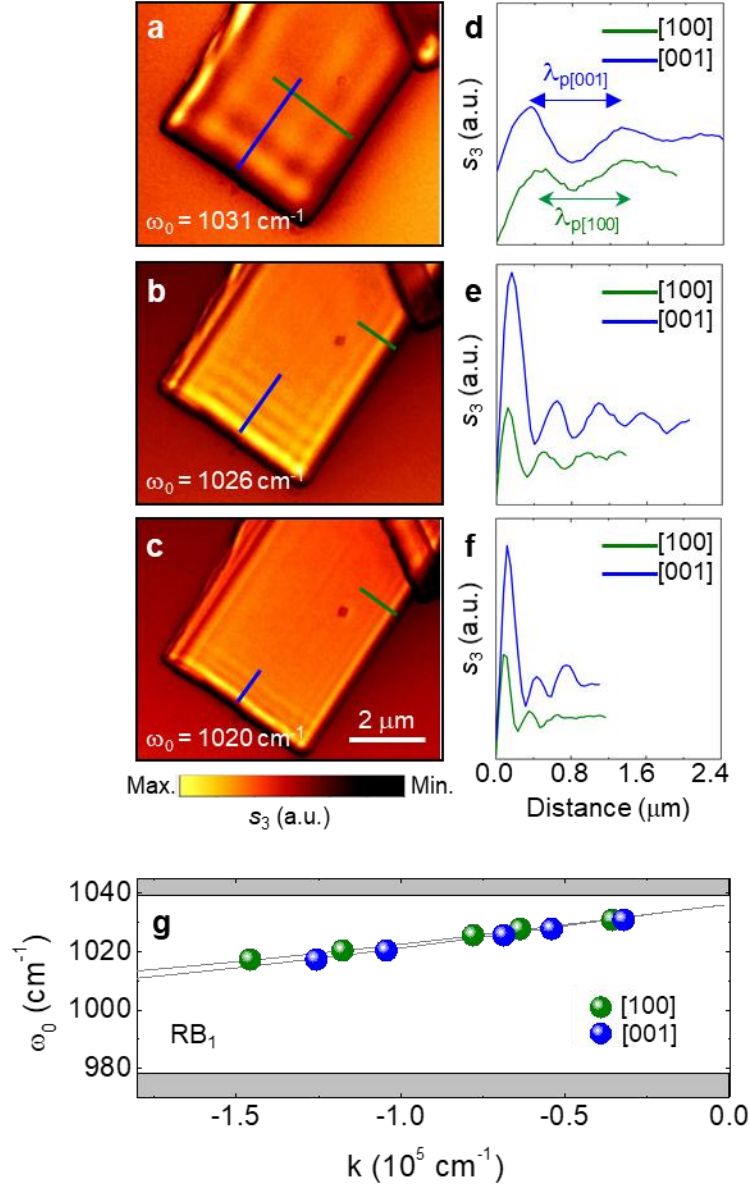 a
ω₀ = 1031 cm⁻¹
d
[100]
[001]
λp[001]
λp[100]
s₃ (a.u.)
b
ω₀ = 1026 cm⁻¹
e
[100]
[001]
s₃ (a.u.)
c
ω₀ = 1020 cm⁻¹
2 μm
f
[100]
[001]
s₃ (a.u.)
0.0 0.8 1.6 2.4
Distance (μm)
Max. Min.
s₃ (a.u.)
g
1040
1020
1000
980
ω₀ (cm⁻¹)
[100]
[001]
RB₁
-1.5 -1.0 -0.5 0.0
k (10⁵ cm⁻¹)